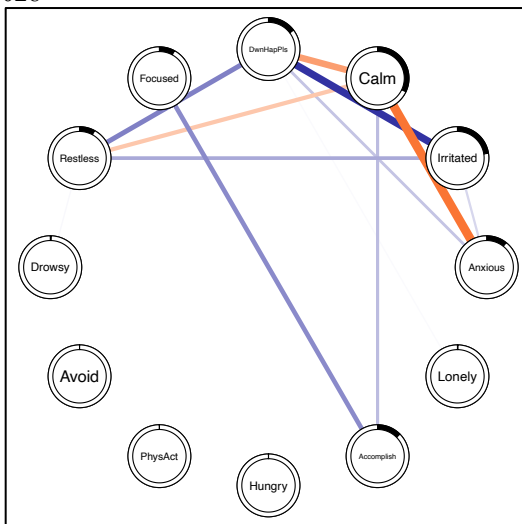 DwnHapPls
Focused
Calm
Restless
Irritated
Drowsy
Anxious
Avoid
Lonely
PhysAct
Accomplish
Hungry